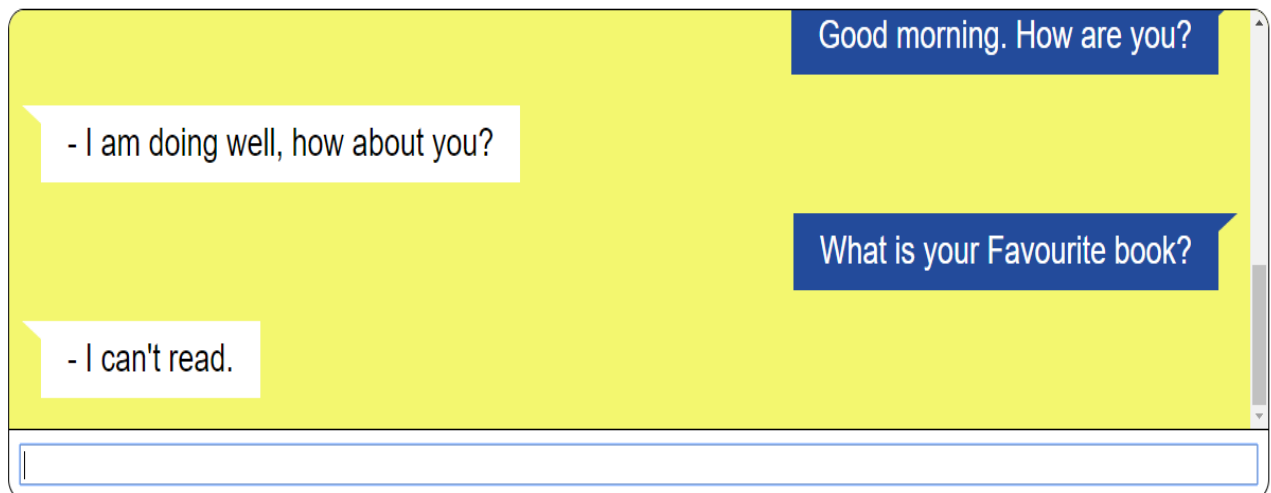 Good morning. How are you?
- I am doing well, how about you?
What is your Favourite book?
- I can't read.